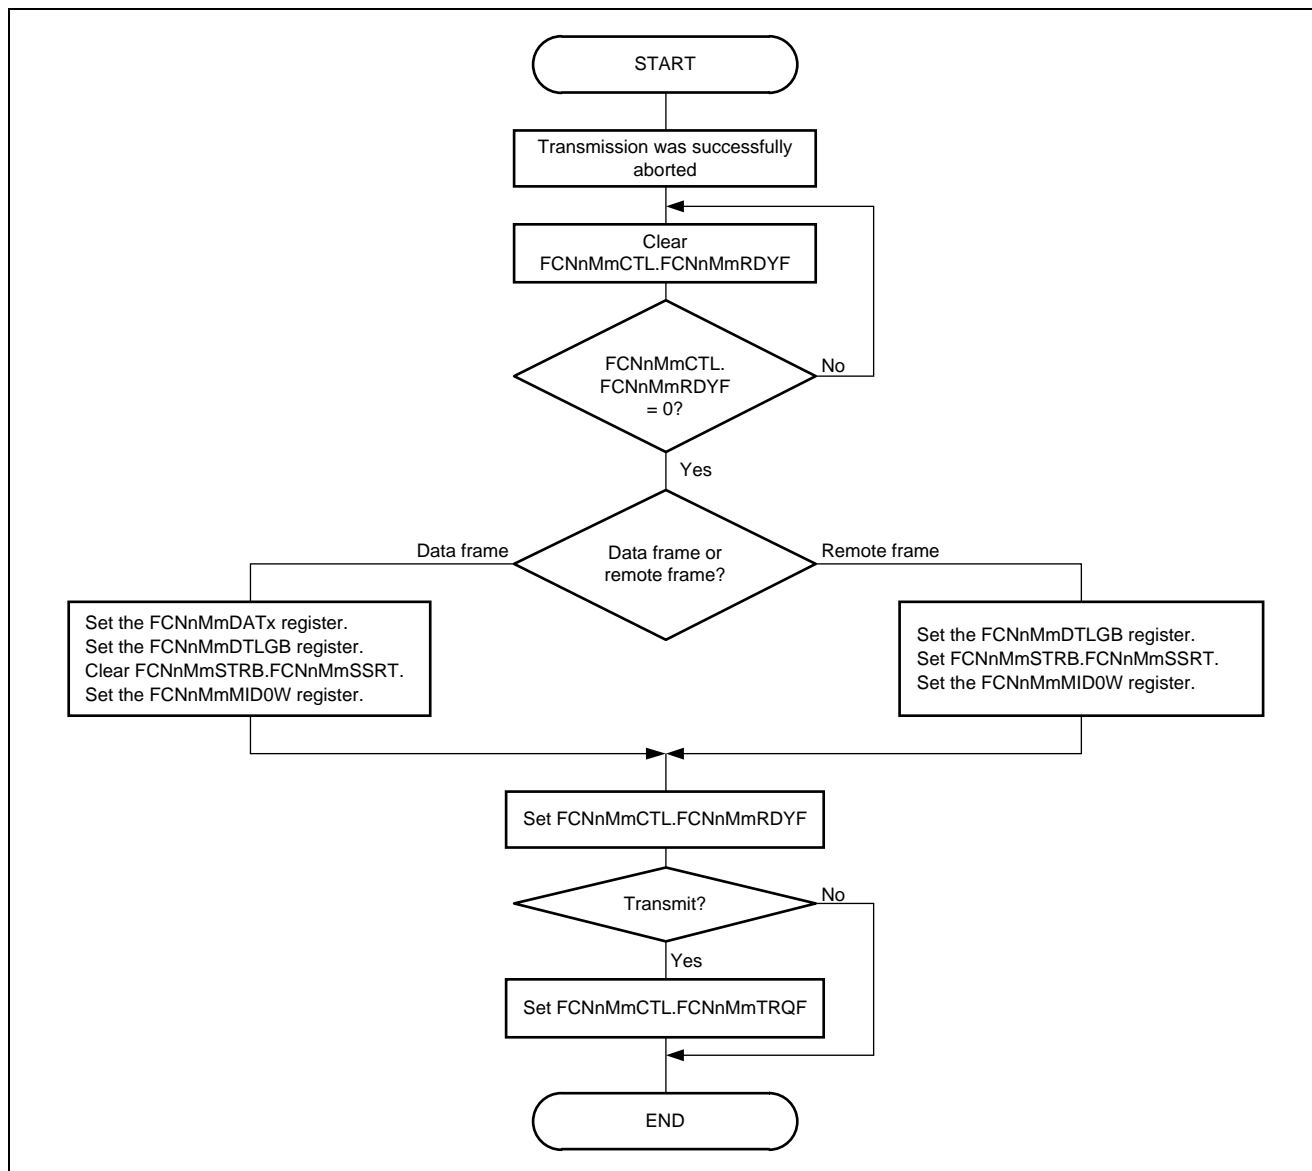 START
Transmission was successfully
aborted
Clear
FCNnMmCTL.FCNnMmRDYF
FCNnMmCTL.
FCNnMmRDYF
= 0?
No
Yes
Data frame
Data frame or
remote frame?
Remote frame
Set the FCNnMmDATx register.
Set the FCNnMmDTLGB register.
Clear FCNnMmSTRB.FCNnMmSSRT.
Set the FCNnMmMID0W register.
Set the FCNnMmDTLGB register.
Set FCNnMmSTRB.FCNnMmSSRT.
Set the FCNnMmMID0W register.
Set FCNnMmCTL.FCNnMmRDYF
Transmit?
No
Yes
Set FCNnMmCTL.FCNnMmTRQF
END